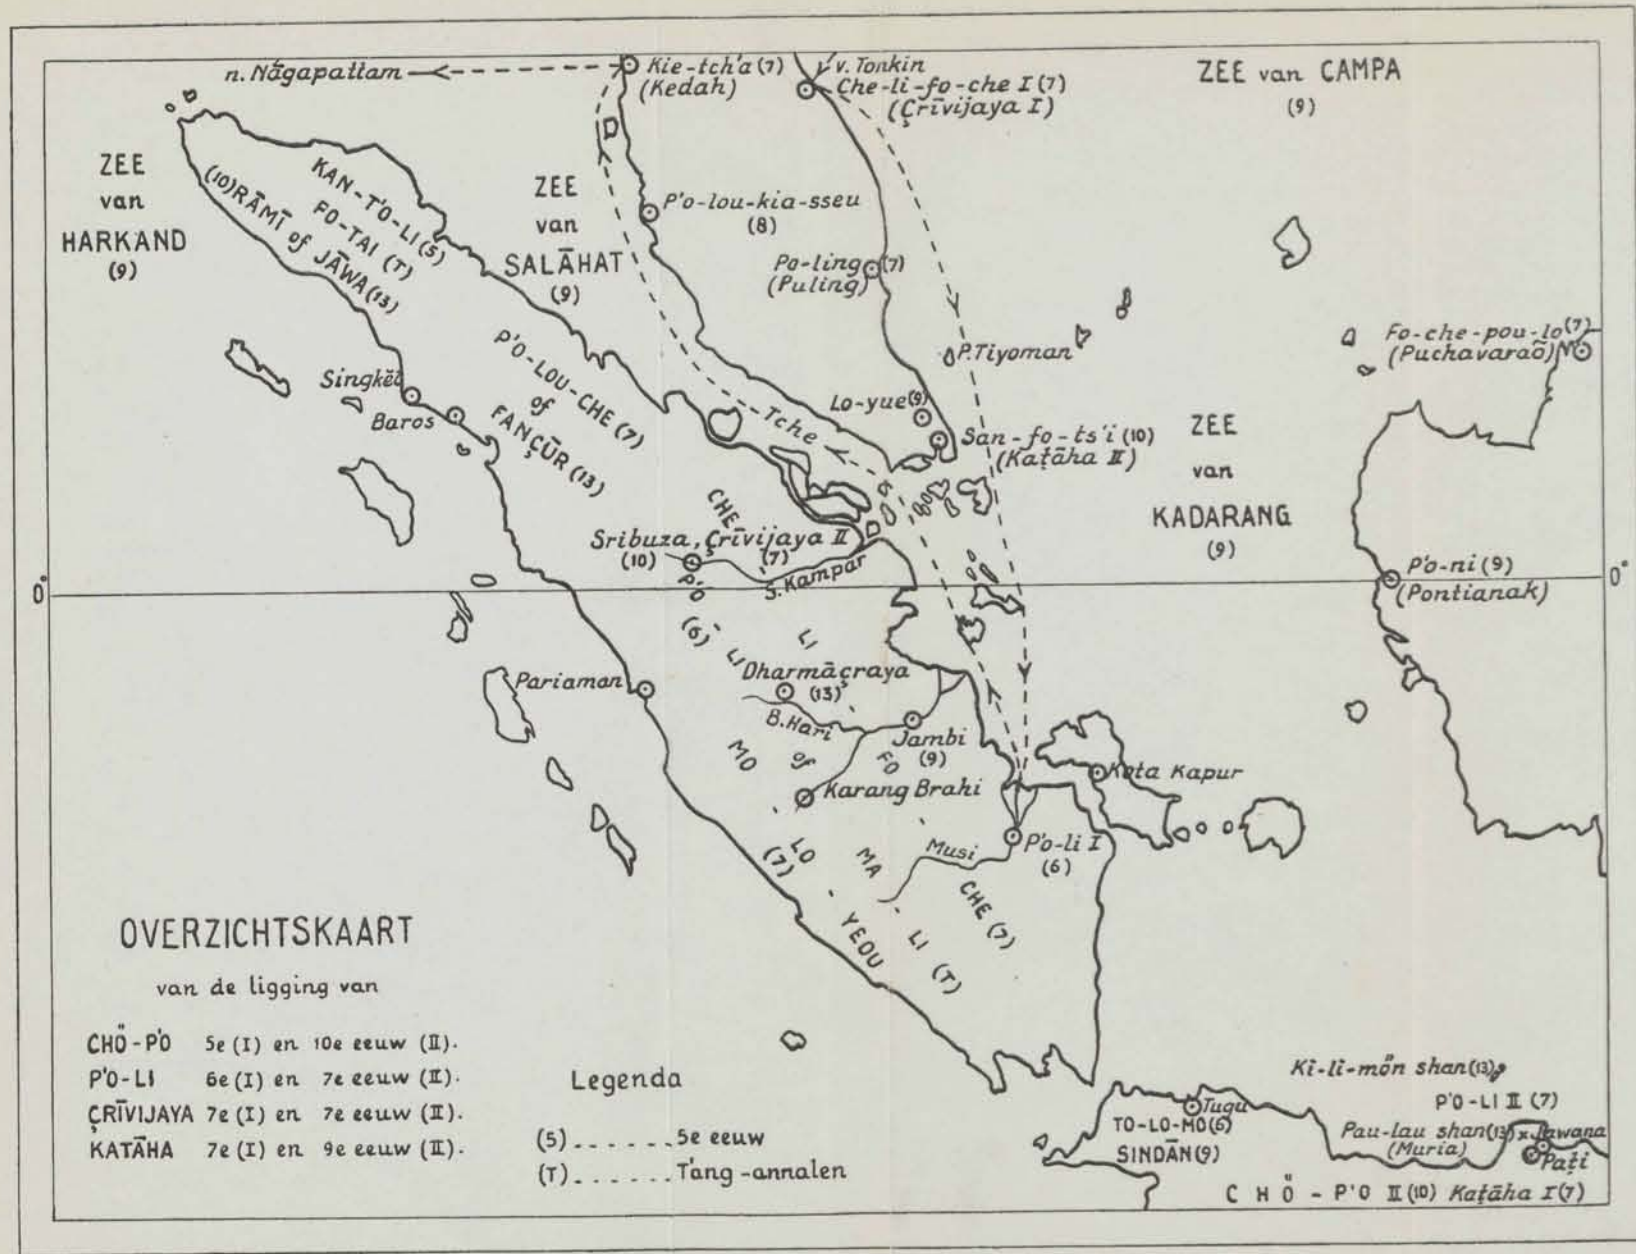 n. Nāgapattam
Kie-tch'a (7)
(Kedah)
v. Tonkin
Che-li-fo-che I (7)
(Çrīvijaya I)
ZEE van CAMPA
(9)
ZEE
van
HARKAND
(9)
KAN-T'O-LI (5)
FO-TAI (T)
(10) RĀMĪ of JĀWA (13)
ZEE
van
SALĀHAT
(9)
P'o-lou-kia-sseu
(8)
Po-ling (7)
(Puling)
P. Tiyoman
Fo-che-pou-lo (7)
(Puchavarão)
Singkël
Baros
P'O-LOU-CHE (7)
of
FANÇŪR (13)
Tche
Lo-yue (9)
San-fo-ts'i (10)
(Kaṭāha II)
ZEE
van
KADARANG
(9)
CHE
(7)
Sribuza, Çrīvijaya II
(10)
S. Kampar
0°
0°
P'o-ni (9)
(Pontianak)
P'O
(6)
LI
LI
Pariaman
Dharmāçraya
(13)
B. Hari
Jambi
(9)
MO
of
FO
Kota Kapur
Karang Brahi
P'o-li I
(6)
Musi
LO
(7)
MA
CHE (7)
YEOU
LI (T)
OVERZICHTSKAART
van de ligging van
CHÖ-P'O 5e (I) en 10e eeuw (II).
P'O-LI 6e (I) en 7e eeuw (II).
ÇRĪVIJAYA 7e (I) en 7e eeuw (II).
KATĀHA 7e (I) en 9e eeuw (II).
Legenda
(5) . . . . . . 5e eeuw
(T) . . . . . . T'ang-annalen
Ki-li-mön shan (13)
P'O-LI II (7)
Tugu
TO-LO-MO (6)
SINDĀN (9)
Pau-lau shan (13) x Jawana
(Muria)
Paṭi
CHÖ - P'O II (10) Kaṭāha I (7)